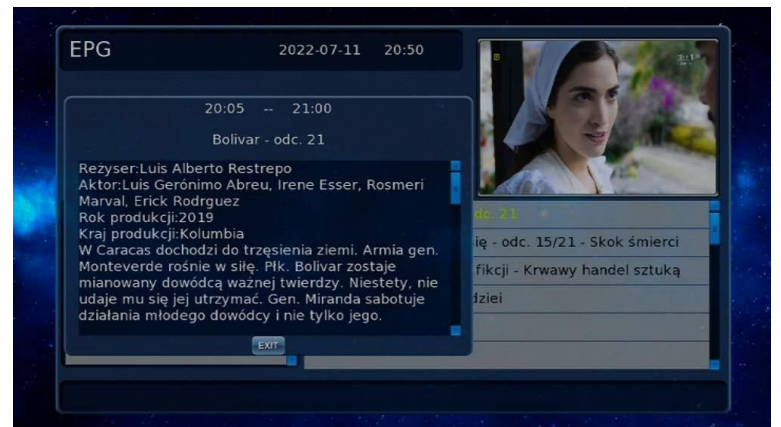 EPG
2022-07-11 20:50
20:05 -- 21:00
Bolivar - odc. 21
Reżyser:Luis Alberto Restrepo
Aktor:Luis Gerónimo Abreu, Irene Esser, Rosmeri
Marval, Erick Rodrguez
Rok produkcji:2019
Kraj produkcji:Kolumbia
W Caracas dochodzi do trzęsienia ziemi. Armia gen.
Monteverde rośnie w siłę. Płk. Bolivar zostaje
mianowany dowódcą ważnej twierdzy. Niestety, nie
udaje mu się jej utrzymać. Gen. Miranda sabotuje
działania młodego dowódcy i nie tylko jego.
EXIT
dc. 21
ię - odc. 15/21 - Skok śmierci
fikcji - Krwawy handel sztuką
dziei